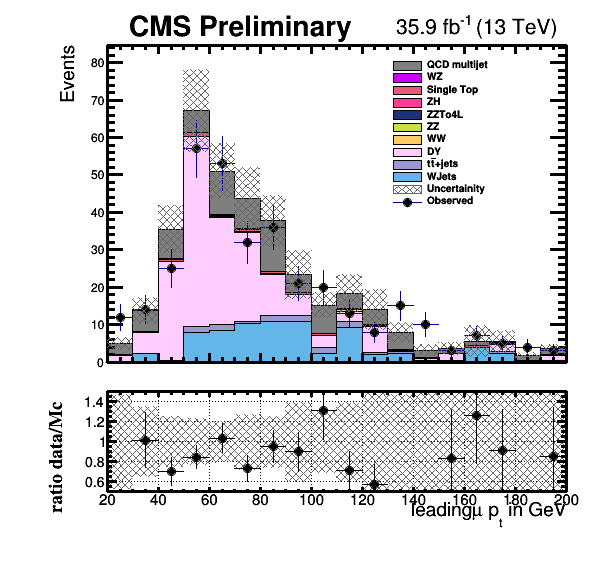 CMS Preliminary
35.9 fb-1 (13 TeV)
Events
80
70
60
50
40
30
20
10
0
QCD multijet
WZ
Single Top
ZH
ZZTo4L
ZZ
WW
DY
tt̄+jets
WJets
Uncertainity
Observed
ratio data/Mc
1.4
1.2
1
0.8
0.6
20 40 60 80 100 120 140 160 180 200
leadingμ pt in GeV